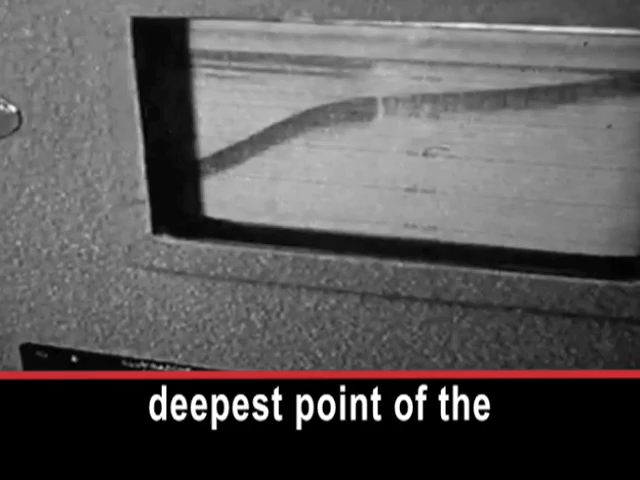 deepest point of the